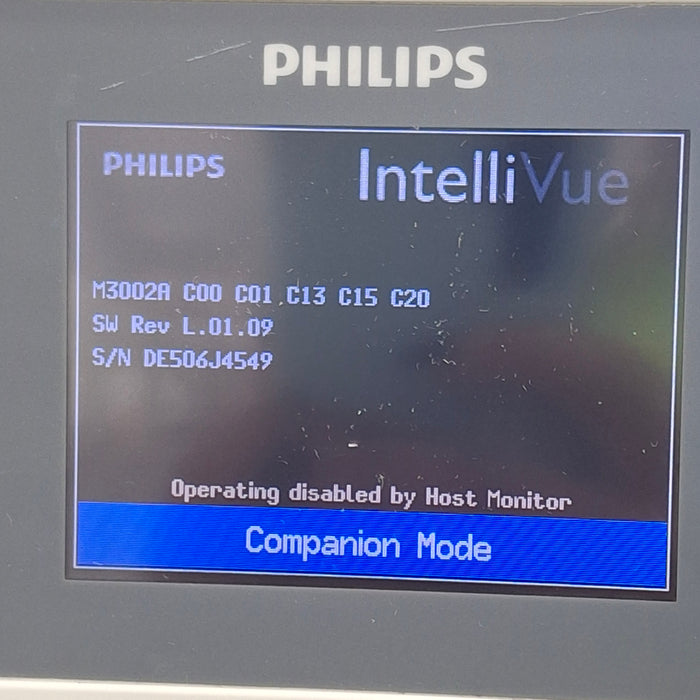 PHILIPS
PHILIPS IntelliVue
M3002A C00 C01 C13 C15 C20
SW Rev L.01.09
S/N DE506J4549
Operating disabled by Host Monitor
Companion Mode